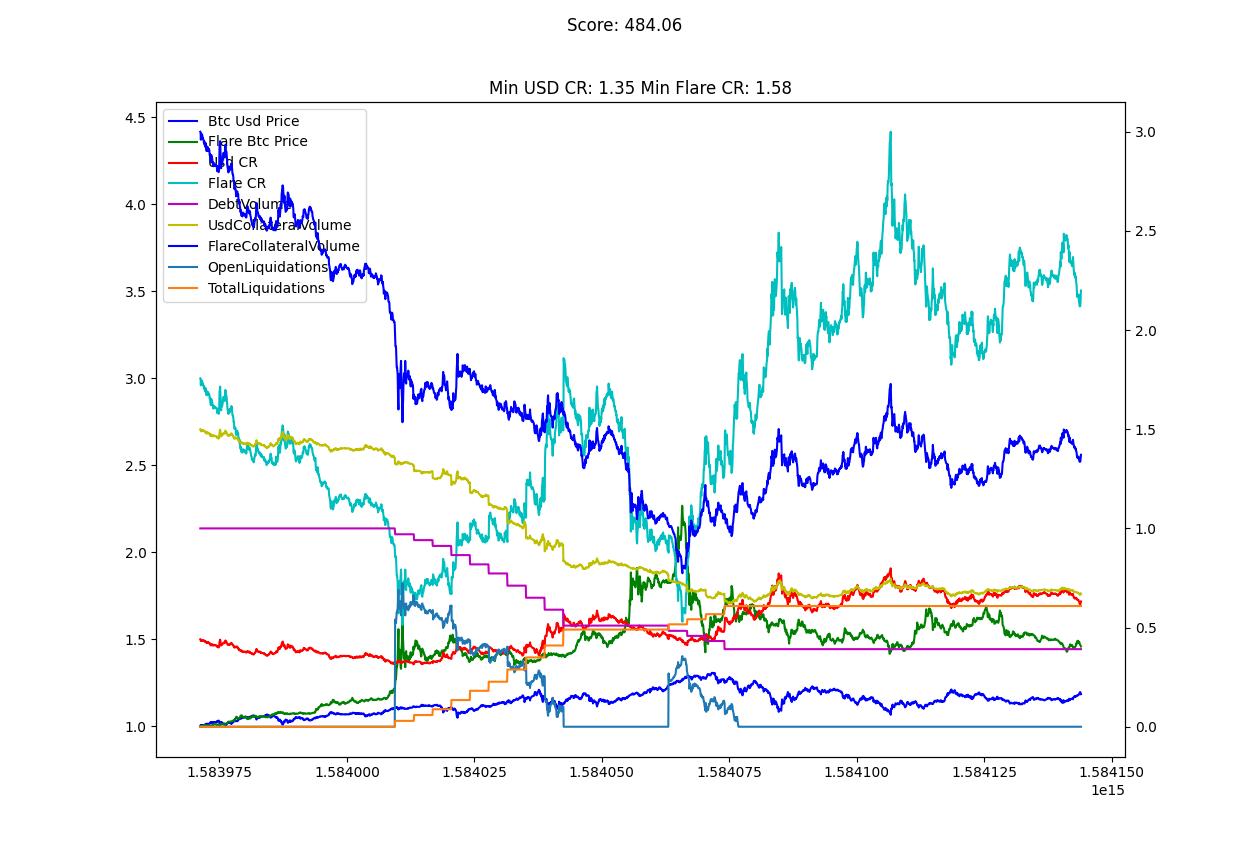 Score: 484.06
Min USD CR: 1.35 Min Flare CR: 1.58
Btc Usd Price
Flare Btc Price
Usd CR
Flare CR
DebtVolume
UsdCollateralVolume
FlareCollateralVolume
OpenLiquidations
TotalLiquidations
4.5
4.0
3.5
3.0
2.5
2.0
1.5
1.0
3.0
2.5
2.0
1.5
1.0
0.5
0.0
1.583975 1.584000 1.584025 1.584050 1.584075 1.584100 1.584125 1.584150
1e15